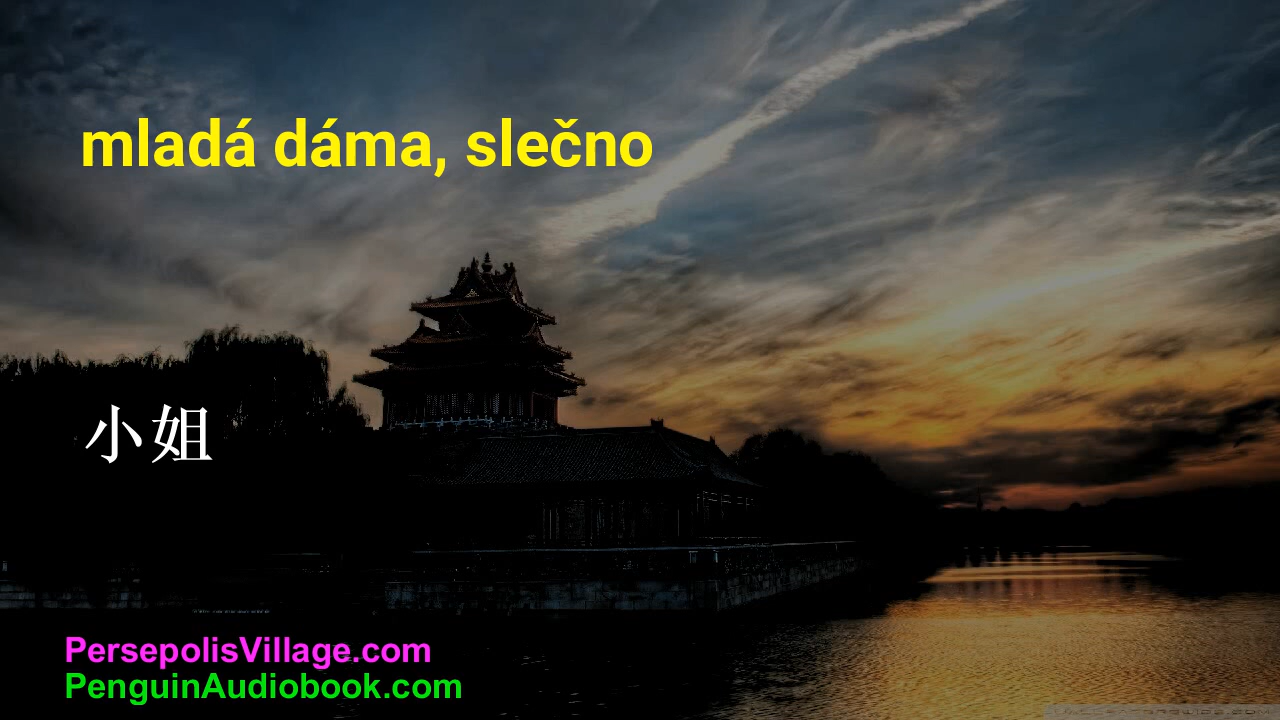 mladá dáma, slečno
小姐
PersepolisVillage.com
PenguinAudiobook.com